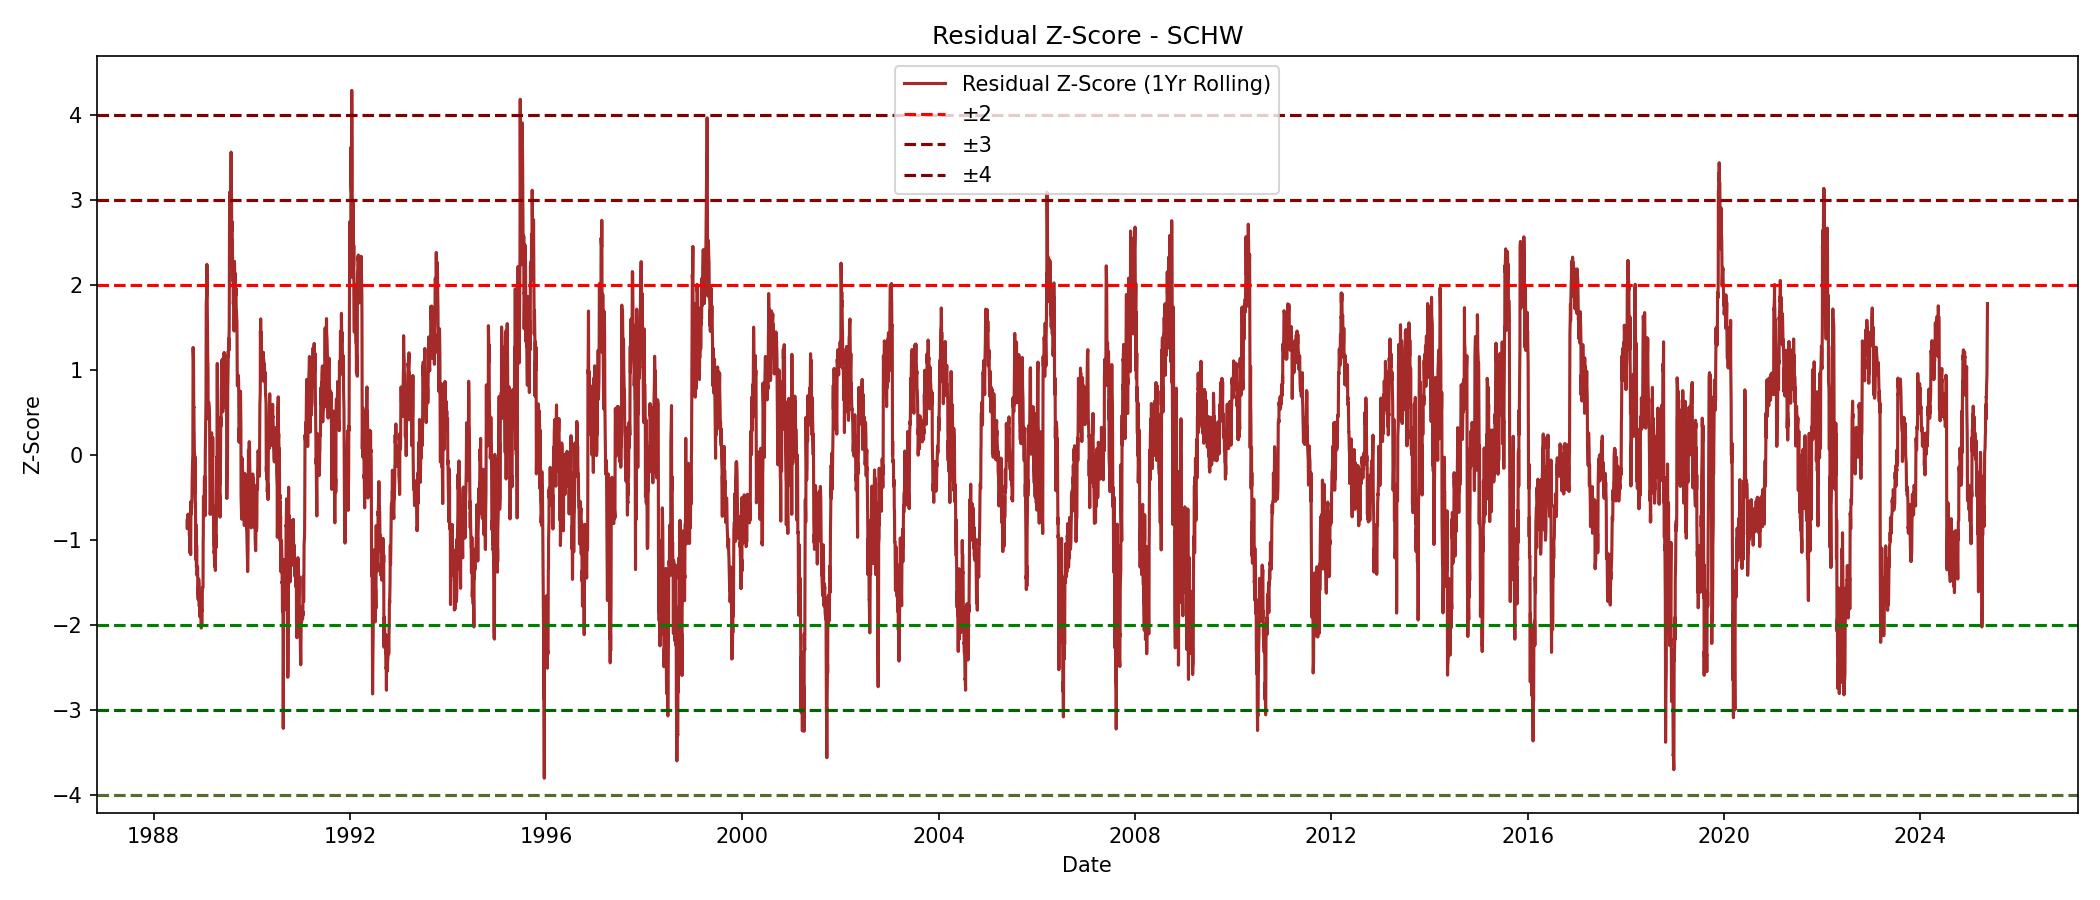 Residual Z-Score - SCHW
Residual Z-Score (1Yr Rolling)
±2
±3
±4
Z-Score
4
3
2
1
0
−1
−2
−3
−4
1988 1992 1996 2000 2004 2008 2012 2016 2020 2024
Date